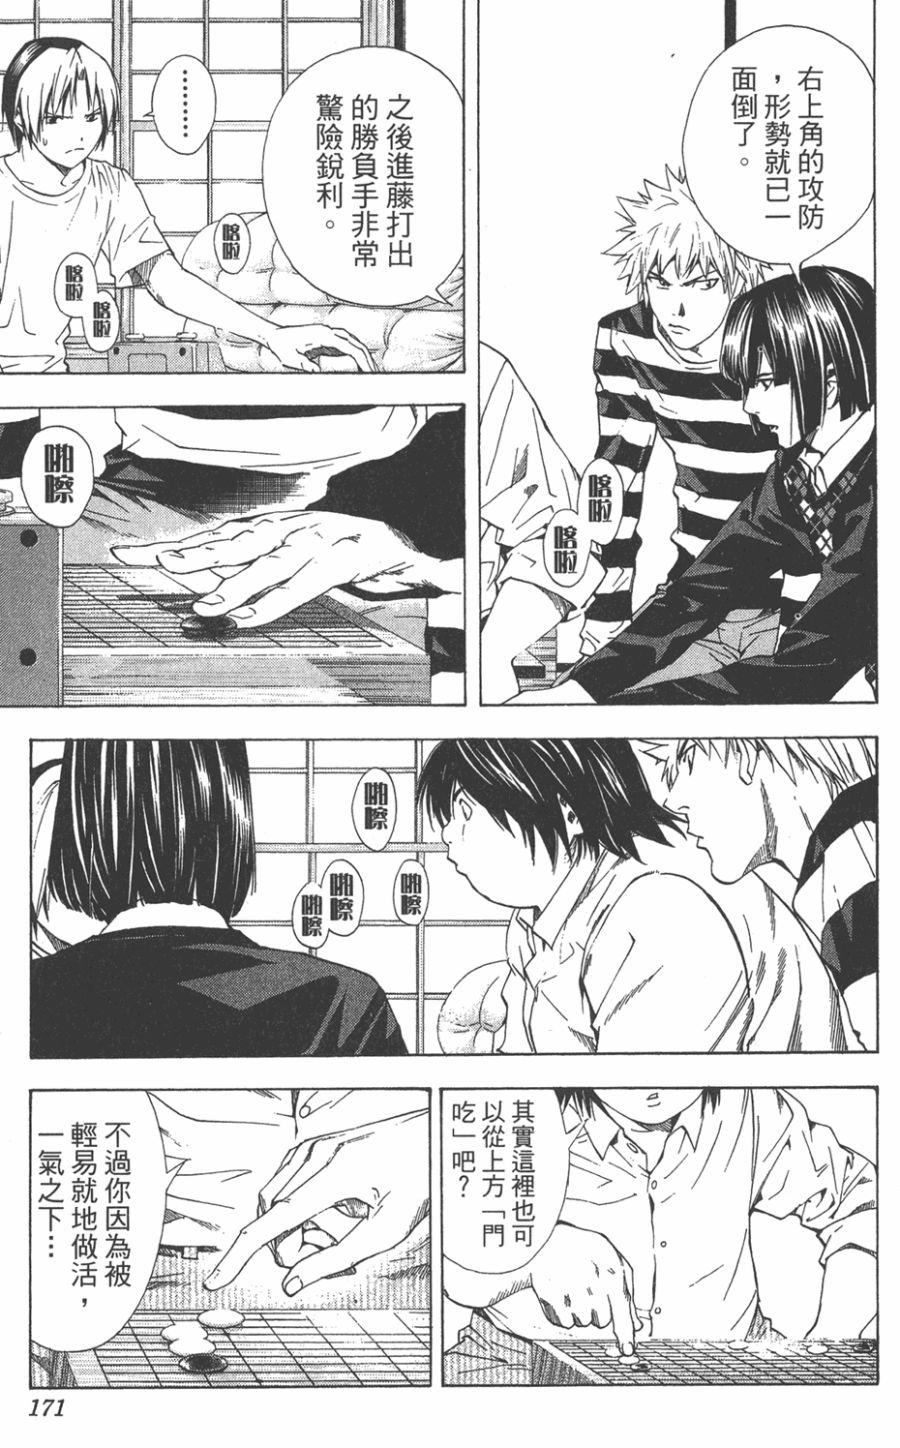 右上角的攻防
，形勢就已一
面倒了。
喀啦
喀啦
之後進藤打出
的勝負手非常
驚險銳利。
………
喀啦
喀啦
喀啦
啪嚓
啪嚓
啪嚓
啪嚓
啪嚓
其實這裡也可
以從上方「門
吃」吧？
不過你因為被
輕易就地做活，
一氣之下…
171